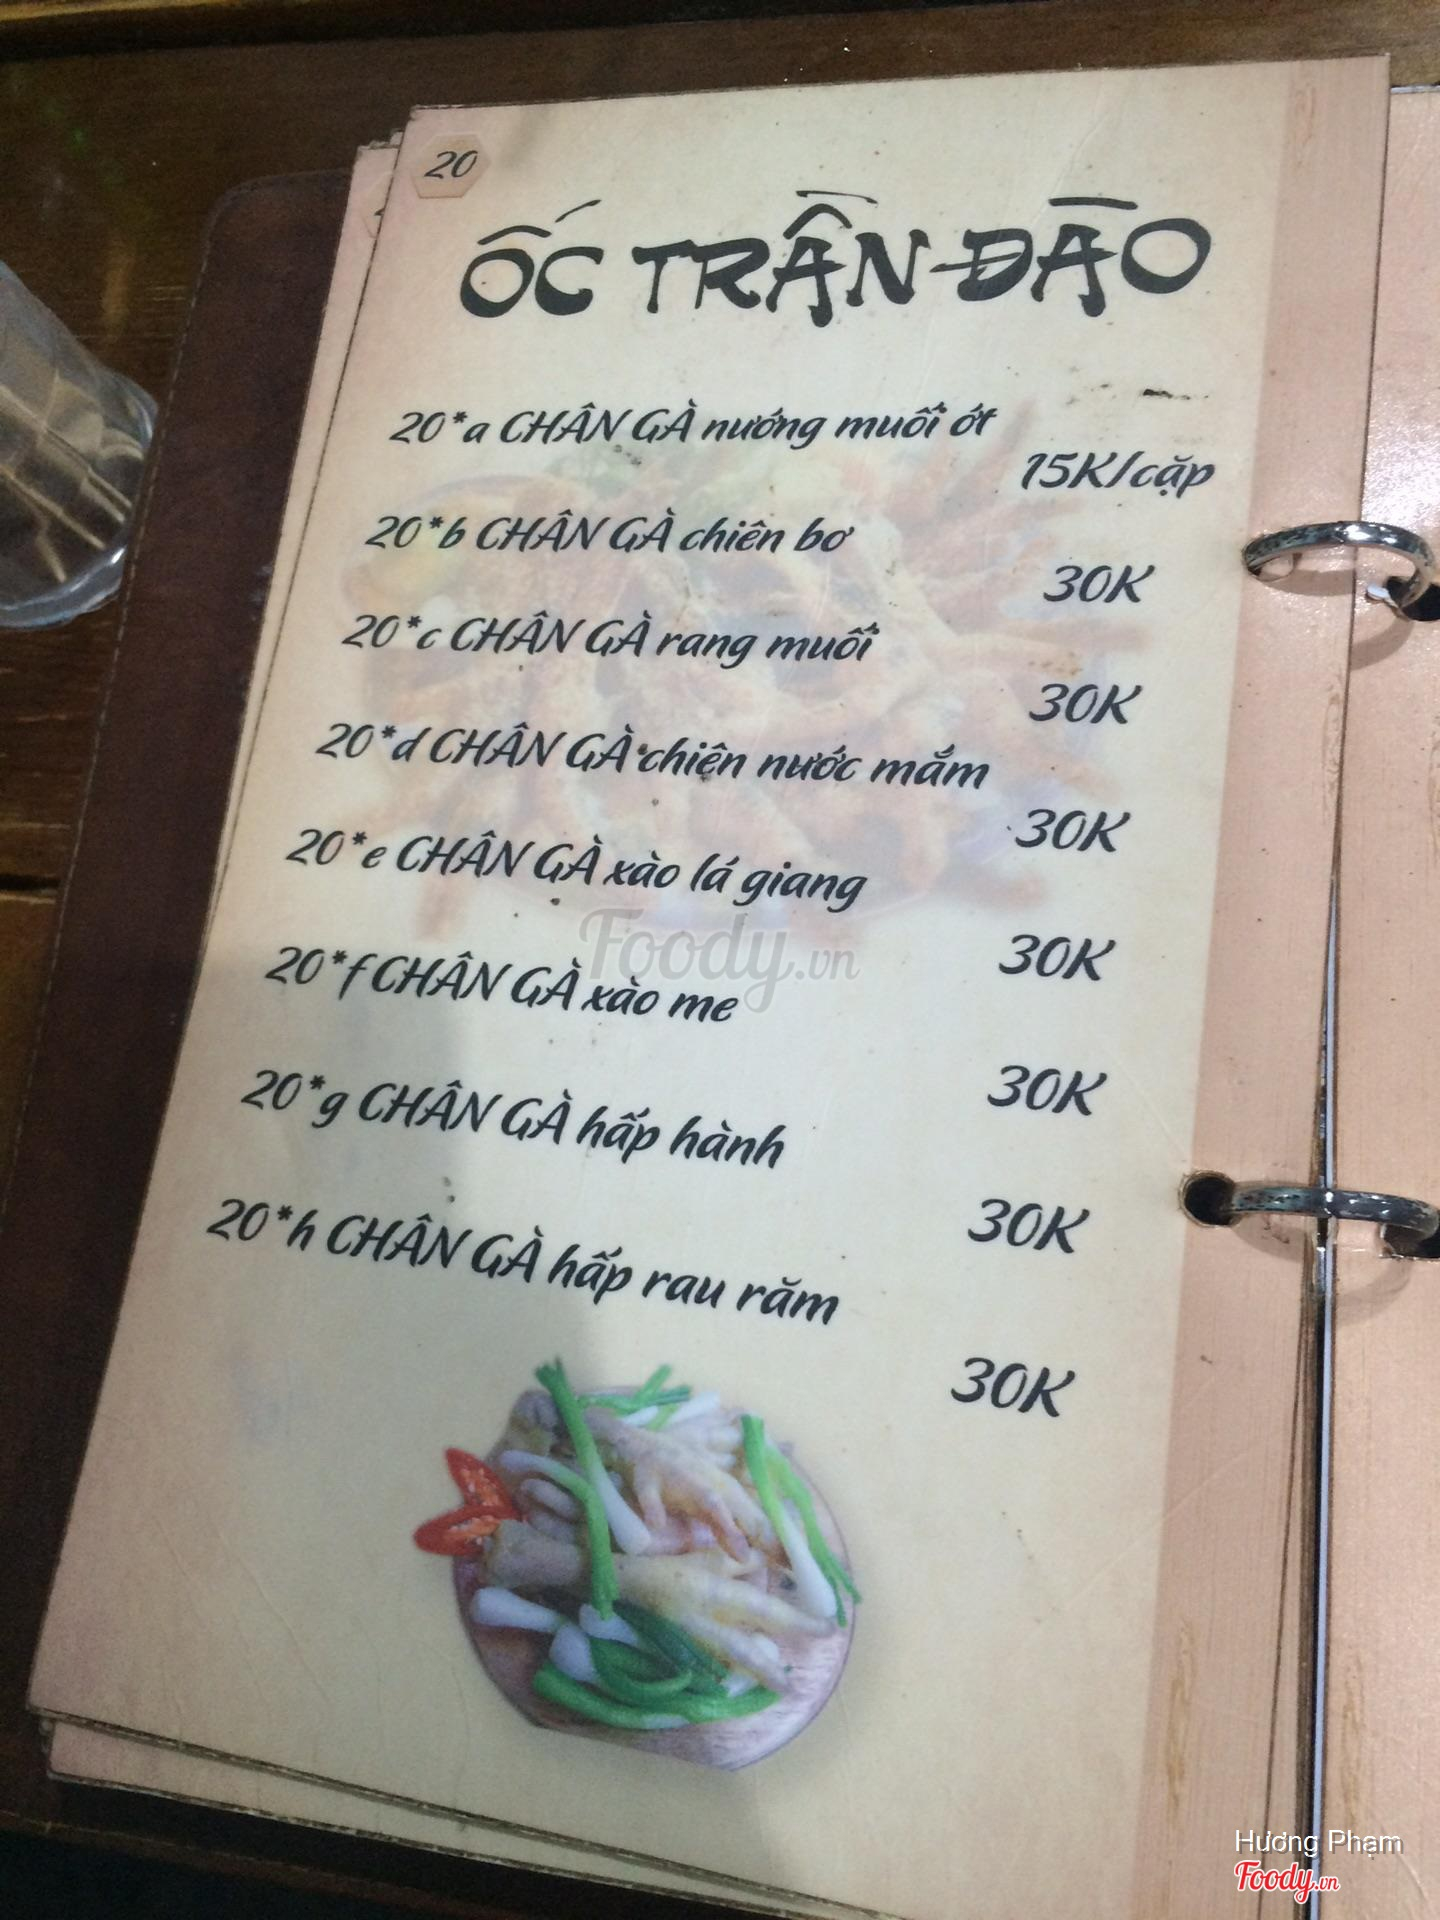 20
ỐC TRẦN ĐÀO
20*a CHÂN GÀ nướng muối ớt
15K/cặp
20*b CHÂN GÀ chiên bơ
30K
20*c CHÂN GÀ rang muối
30K
20*d CHÂN GÀ chiên nước mắm
30K
20*e CHÂN GÀ xào lá giang
30K
20*f CHÂN GÀ xào me
30K
20*g CHÂN GÀ hấp hành
30K
20*h CHÂN GÀ hấp rau răm
30K
Foody.vn
Hương Phạm
Foody.vn